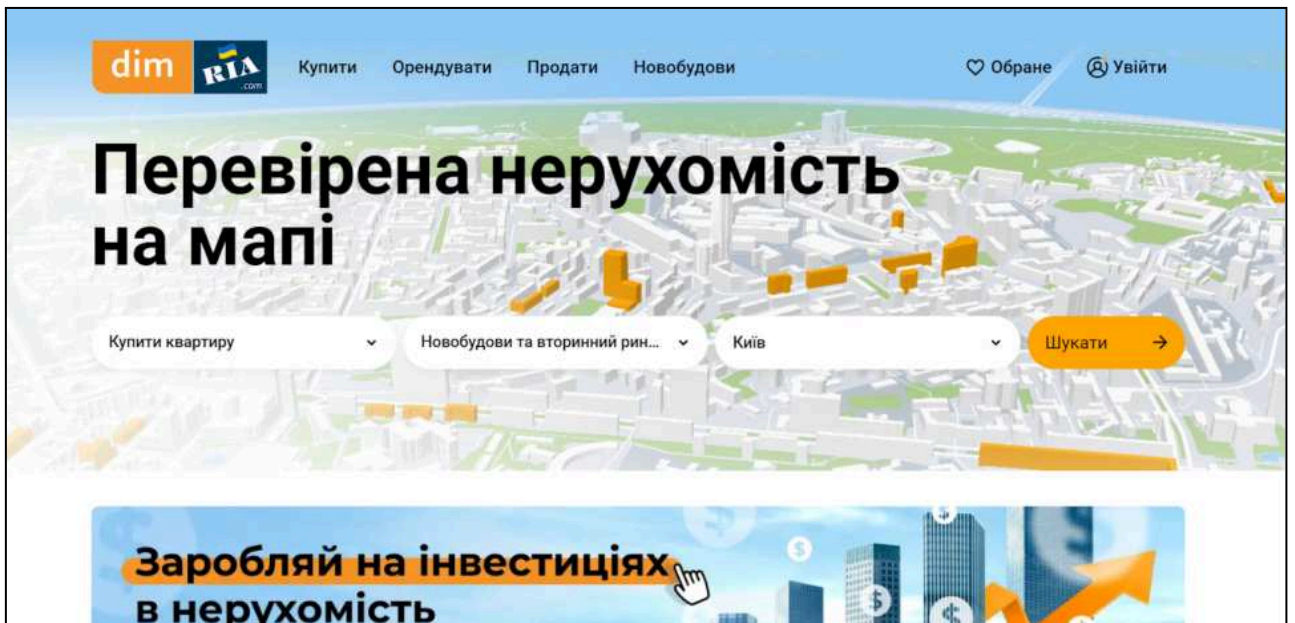 dim RIA .com Купити Орендувати Продати Новобудови Обране Увійти
Перевірена нерухомість
на мапі
Купити квартиру Новобудови та вторинний рин... Київ Шукати
Заробляй на інвестиціях
в нерухомість